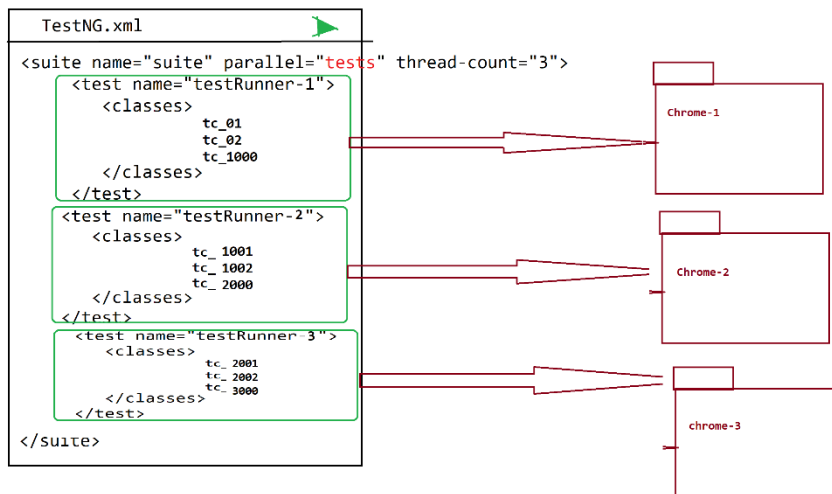 TestNG.xml
<suite name="suite" parallel="tests" thread-count="3">
<test name="testRunner-1">
<classes>
tc_01
tc_02
tc_1000
</classes>
</test>
<test name="testRunner-2">
<classes>
tc_ 1001
tc_ 1002
tc_ 2000
</classes>
</test>
<test name="testRunner-3">
<classes>
tc_ 2001
tc_ 2002
tc_ 3000
</classes>
</test>
</suite>
Chrome-1
Chrome-2
chrome-3